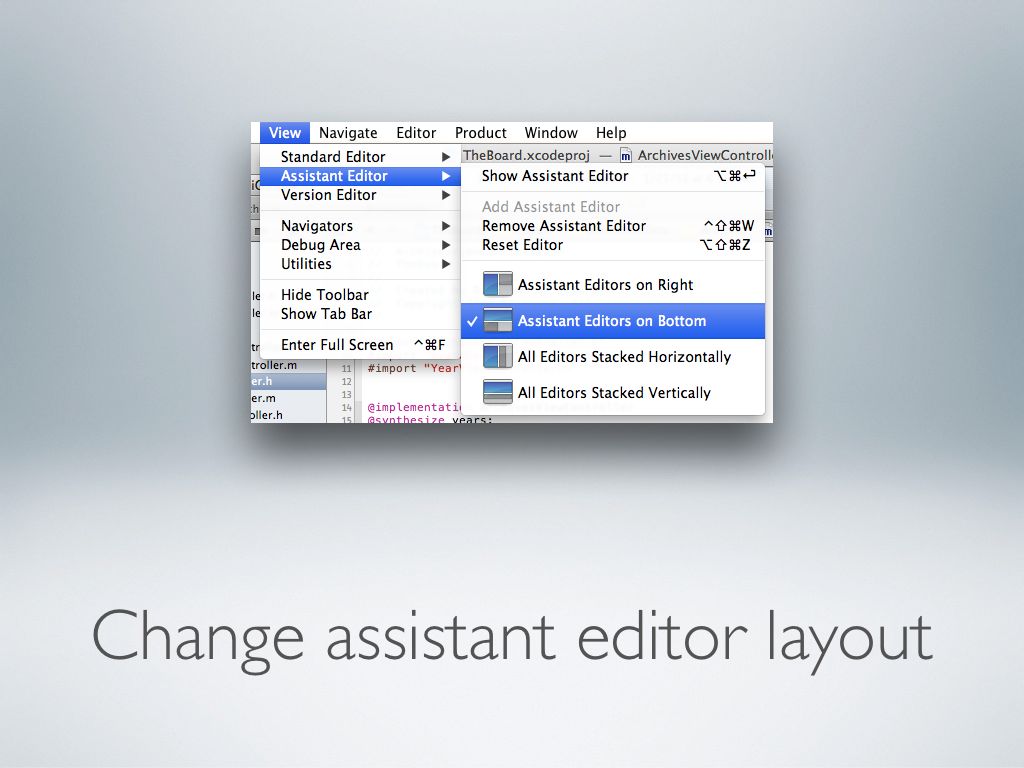 View Navigate Editor Product Window Help
Standard Editor
Assistant Editor
Version Editor
Navigators
Debug Area
Utilities
Hide Toolbar
Show Tab Bar
Enter Full Screen ^⌘F
TheBoard.xcodeproj — m ArchivesViewControll
Show Assistant Editor ⌥⌘↩
Add Assistant Editor
Remove Assistant Editor ^⇧⌘W
Reset Editor ⌥⇧⌘Z
Assistant Editors on Right
✓ Assistant Editors on Bottom
All Editors Stacked Horizontally
All Editors Stacked Vertically
troller.m
er.h
er.m
oller.h
11 #import "Year
12
13
14 @implementati
15 @synthesize years;
Change assistant editor layout